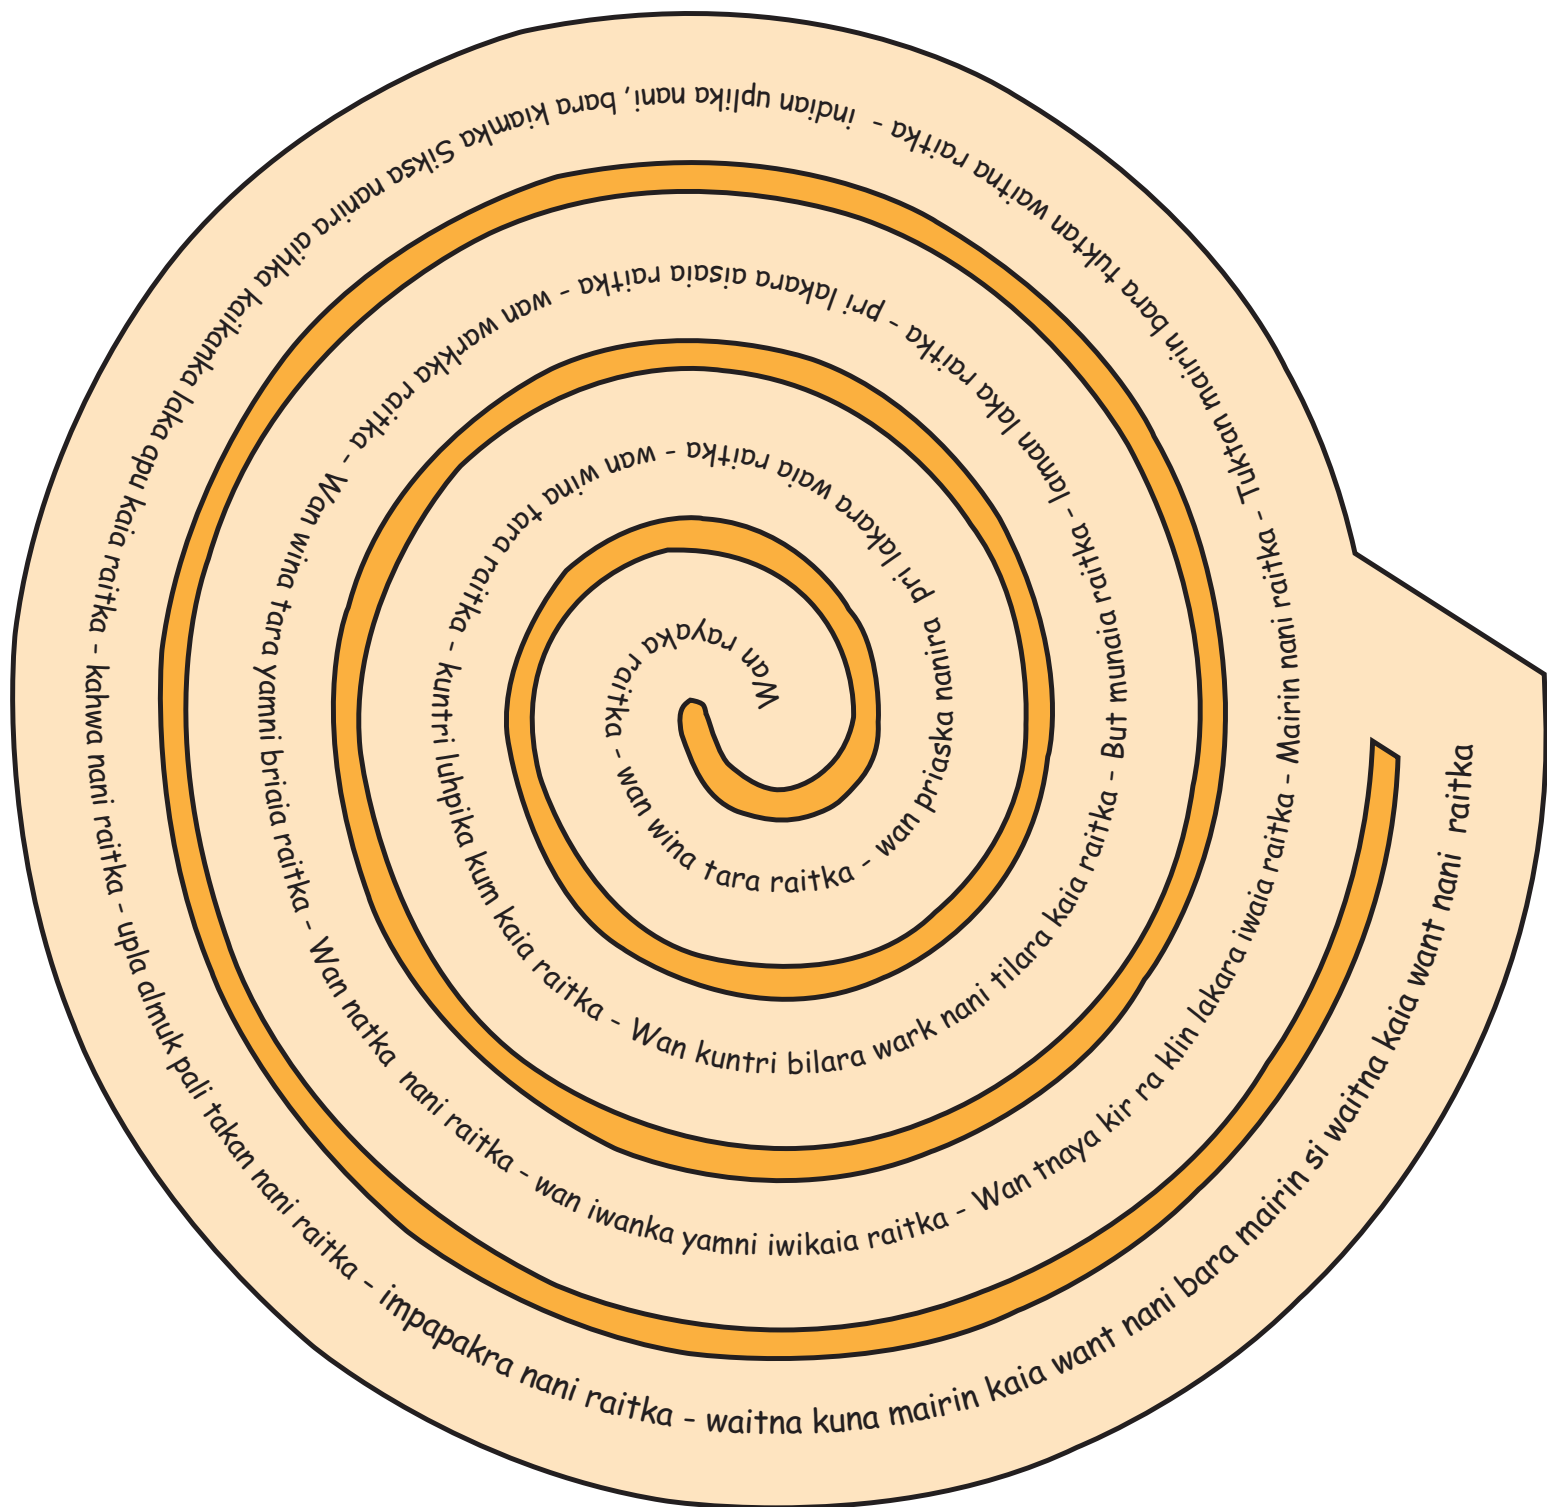 Wan rayaka raitka - wan wina tara raitka - wan priaska nanira pri lakara waia raitka - wan wina tara raitka - kuntri luhpika kum kaia raitka - Wan kuntri bilara wark nani tilara kaia raitka - But munaia raitka - laman laka raitka - pri lakara aisaia raitka - wan warkka raitka - Wan wina tara yamni briaia raitka - Wan natka nani raitka - wan iwanka yamni iwikaia raitka - Wan tnaya kir ra klin lakara iwaia raitka - Mairin nani raitka - Tuktan mairin bara tuktan waitna raitka - indian uplika nani, bara kiamka Siksa nanira aihka kaikanka laka apu kaia raitka - kahwa nani raitka - upla almuk pali takan nani raitka - impapakra nani raitka - waitna kuna mairin kaia want nani bara mairin si waitna kaia want nani raitka